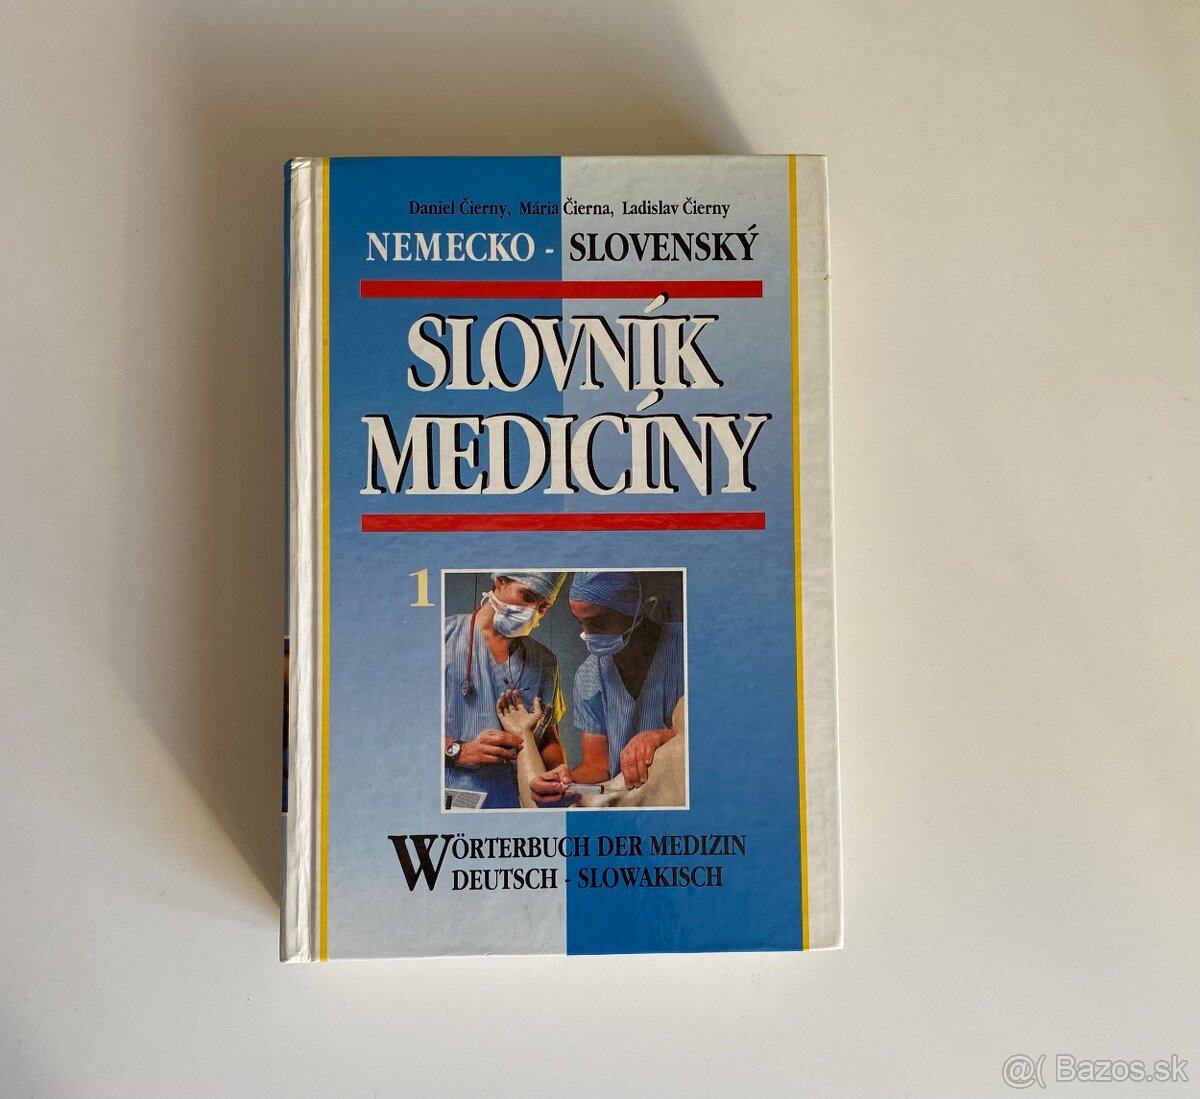 Daniel Čierny, Mária Čierna, Ladislav Čierny
NEMECKO - SLOVENSKÝ
SLOVNÍK
MEDICÍNY
1
WÖRTERBUCH DER MEDIZIN
DEUTSCH - SLOWAKISCH
@( Bazos.sk